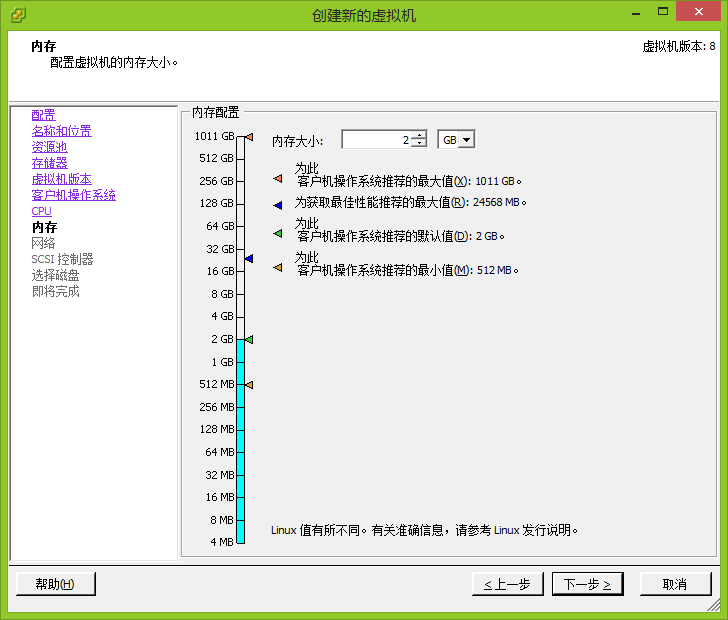 创建新的虚拟机
内存
配置虚拟机的内存大小。
虚拟机版本: 8
配置
名称和位置
资源池
存储器
虚拟机版本
客户机操作系统
CPU
内存
网络
SCSI 控制器
选择磁盘
即将完成
内存配置
1011 GB
512 GB
256 GB
128 GB
64 GB
32 GB
16 GB
8 GB
4 GB
2 GB
1 GB
512 MB
256 MB
128 MB
64 MB
32 MB
16 MB
8 MB
4 MB
内存大小: 2 GB
为此
客户机操作系统推荐的最大值(X): 1011 GB。
为获取最佳性能推荐的最大值(R): 24568 MB。
为此
客户机操作系统推荐的默认值(D): 2 GB。
为此
客户机操作系统推荐的最小值(M): 512 MB。
Linux 值有所不同。有关准确信息，请参考 Linux 发行说明。
帮助(H)
< 上一步
下一步 >
取消